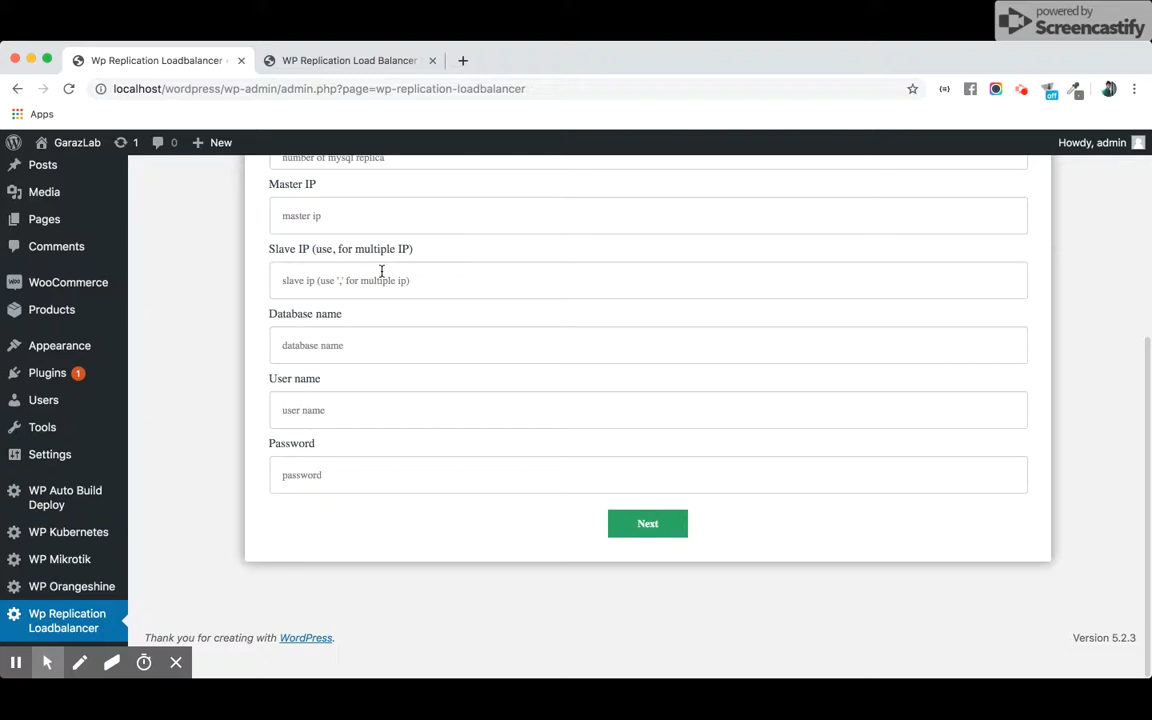 powered by
Screencastify
Wp Replication Loadbalancer
WP Replication Load Balancer
localhost/wordpress/wp-admin/admin.php?page=wp-replication-loadbalancer
off
Apps
GarazLab
1
0
New
Howdy, admin
Posts
Media
Pages
Comments
WooCommerce
Products
Appearance
Plugins 1
Users
Tools
Settings
WP Auto Build
Deploy
WP Kubernetes
WP Mikrotik
WP Orangeshine
Wp Replication
Loadbalancer
number of mysql replica
Master IP
master ip
Slave IP (use, for multiple IP)
slave ip (use ',' for multiple ip)
Database name
database name
User name
user name
Password
password
Next
Thank you for creating with WordPress.
Version 5.2.3